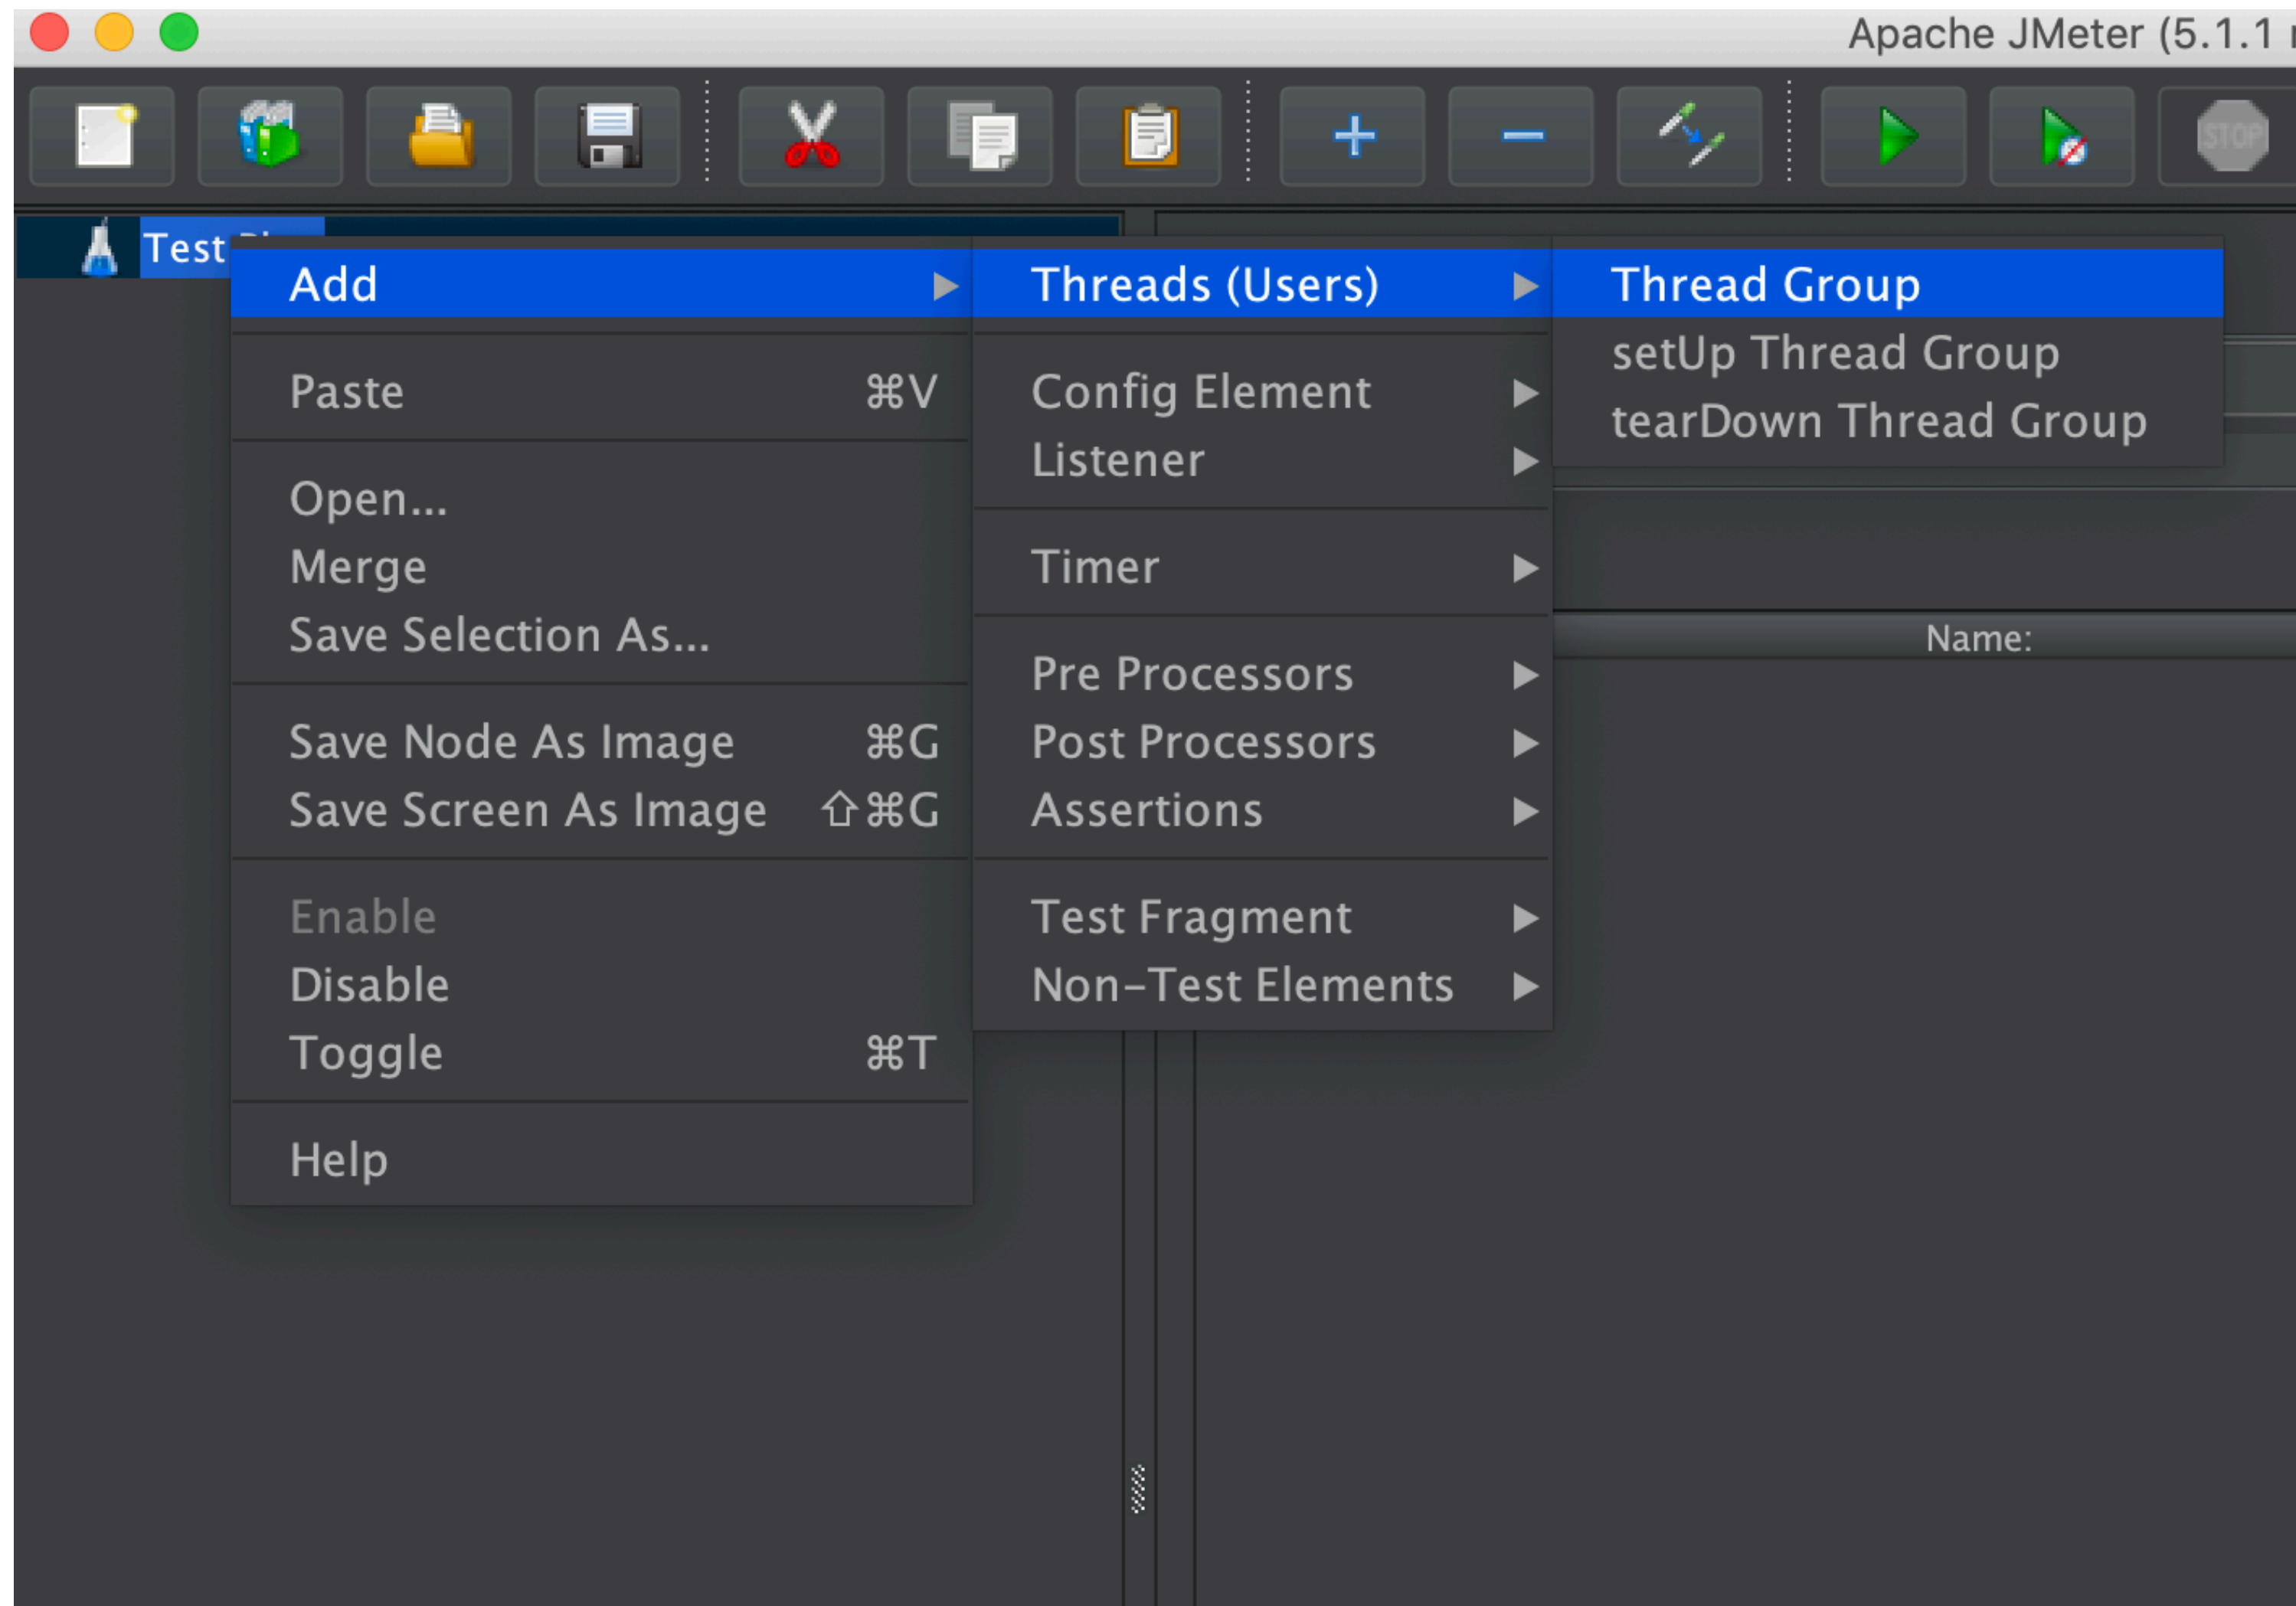 Apache JMeter (5.1.1
STOP
Test
Add
Paste ⌘V
Open...
Merge
Save Selection As...
Save Node As Image ⌘G
Save Screen As Image ⇧⌘G
Enable
Disable
Toggle ⌘T
Help
Threads (Users)
Config Element
Listener
Timer
Pre Processors
Post Processors
Assertions
Test Fragment
Non-Test Elements
Thread Group
setUp Thread Group
tearDown Thread Group
Name: